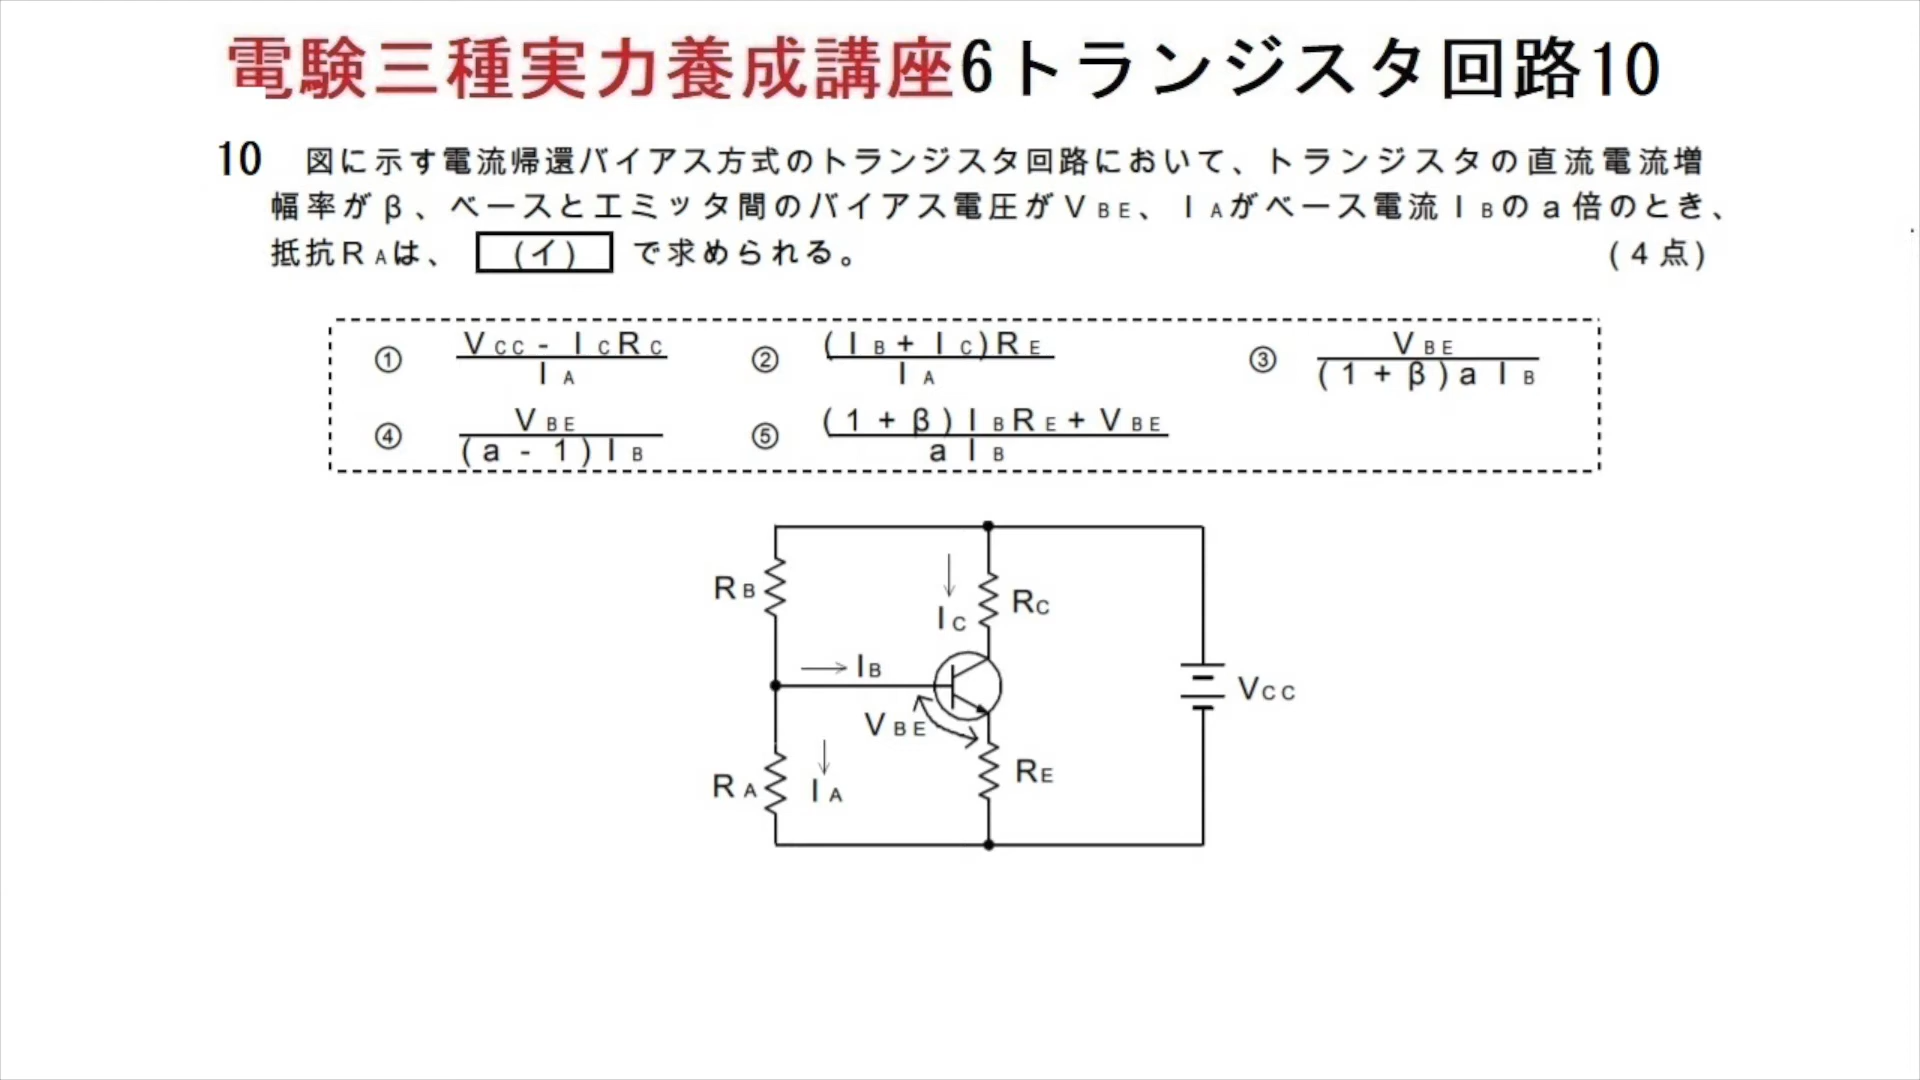 電験三種実力養成講座6トランジスタ回路10
10 図に示す電流帰還バイアス方式のトランジスタ回路において、トランジスタの直流電流増
幅率がβ、ベースとエミッタ間のバイアス電圧がVBE、IAがベース電流IBのa倍のとき、
抵抗RAは、 (イ) で求められる。 (4点)
① VCC - ICRC / IA ② (IB + IC)RE / IA ③ VBE / (1 + β)aIB
④ VBE / (a - 1)IB ⑤ (1 + β)IBRE + VBE / aIB
RB
IC
RC
IB
VCC
VBE
RA
IA
RE